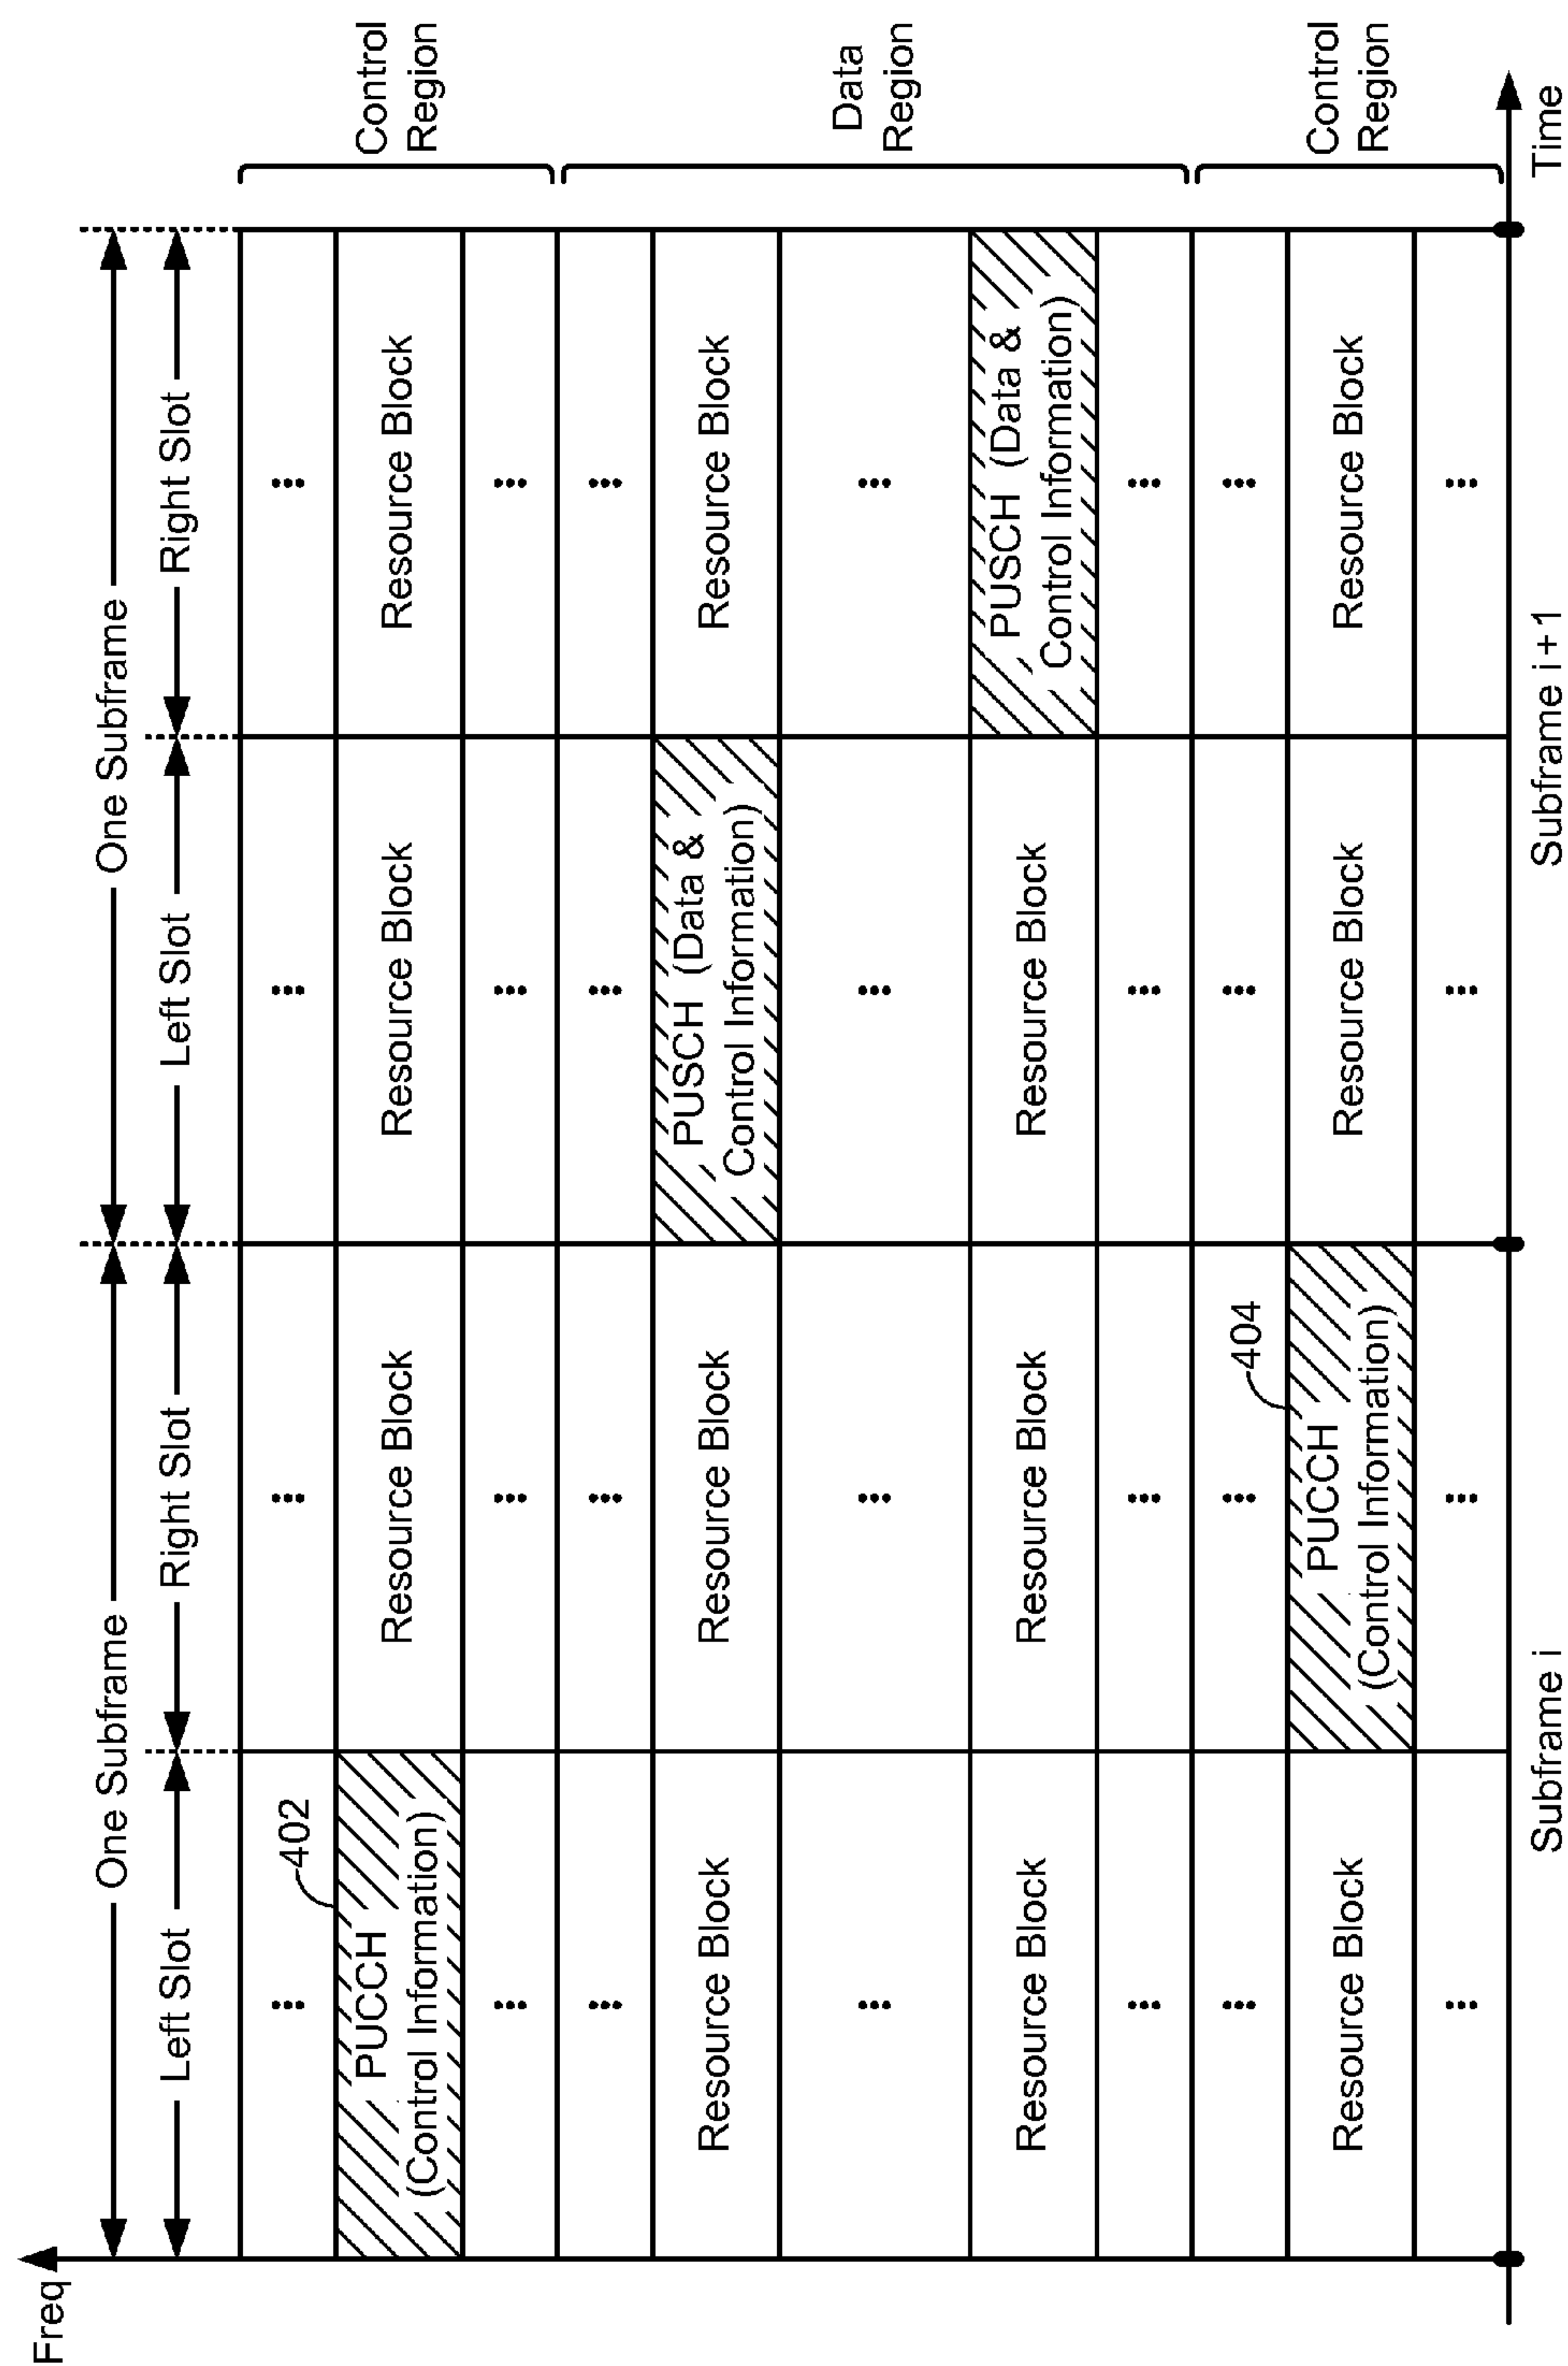 Freq
One Subframe
One Subframe
Left Slot
Right Slot
Left Slot
Right Slot
⋮ ⋮ ⋮ ⋮
402
PUCCH
(Control Information)
Resource Block
Resource Block
Resource Block
Control
Region
⋮ ⋮ ⋮ ⋮
⋮ ⋮ ⋮ ⋮
Resource Block
Resource Block
PUSCH (Data &
Control Information)
Resource Block
⋮ ⋮ ⋮ ⋮
Data
Region
Resource Block
Resource Block
Resource Block
PUSCH (Data &
Control Information)
⋮ ⋮ ⋮ ⋮
⋮ ⋮ ⋮ ⋮
404
Resource Block
PUCCH
(Control Information)
Resource Block
Resource Block
Control
Region
⋮ ⋮ ⋮ ⋮
Subframe i
Subframe i + 1
Time